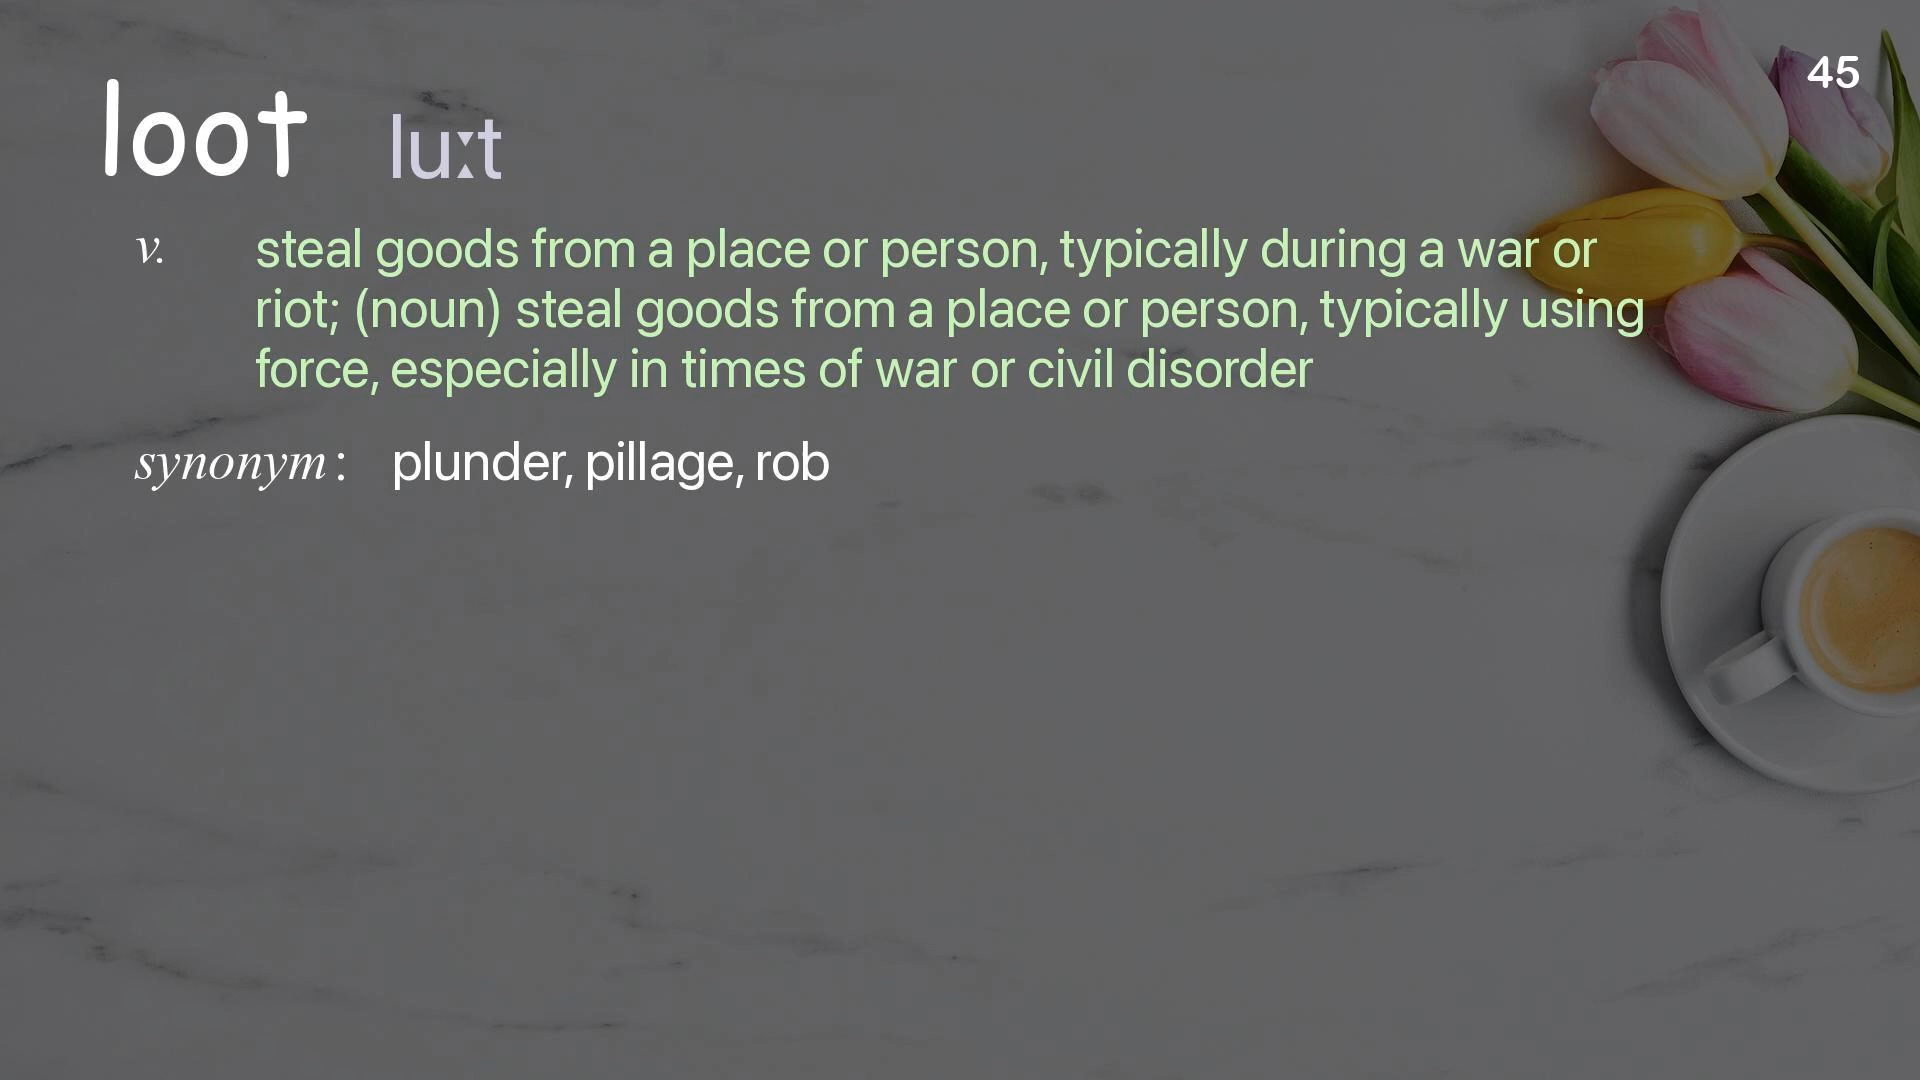 45
loot luːt
v. steal goods from a place or person, typically during a war or
riot; (noun) steal goods from a place or person, typically using
force, especially in times of war or civil disorder
synonym : plunder, pillage, rob